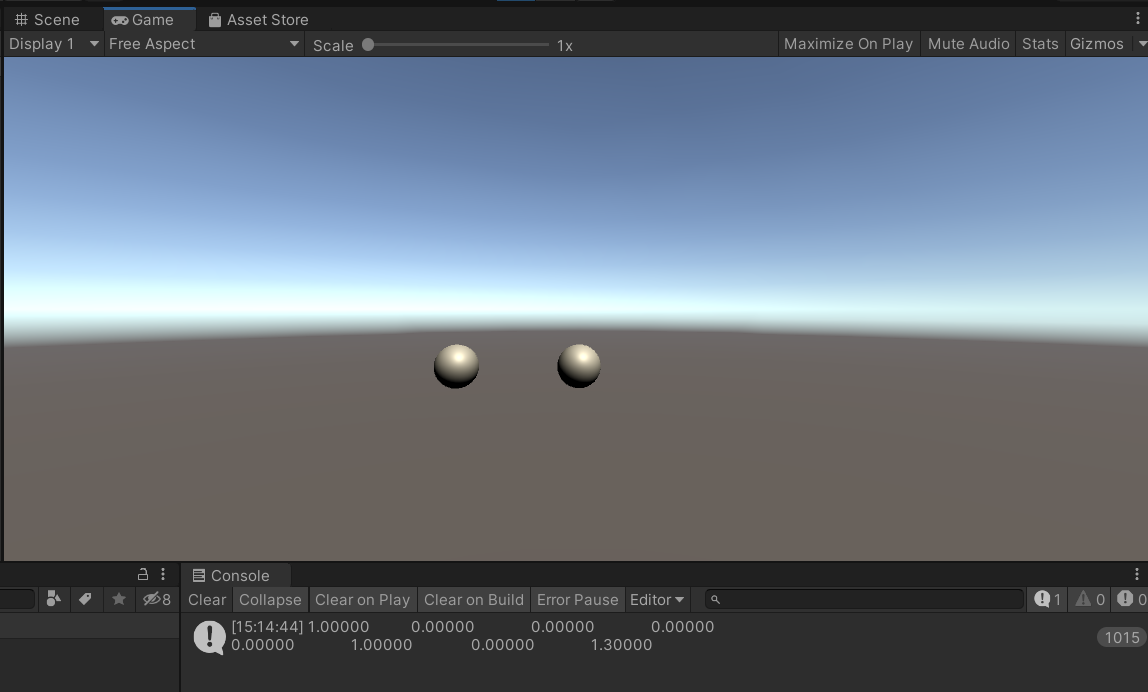 Scene Game Asset Store
Display 1 Free Aspect Scale 1x Maximize On Play Mute Audio Stats Gizmos
8
Console
Clear Collapse Clear on Play Clear on Build Error Pause Editor 1 0 0
[15:14:44] 1.00000 0.00000 0.00000 0.00000
0.00000 1.00000 0.00000 1.30000
1015